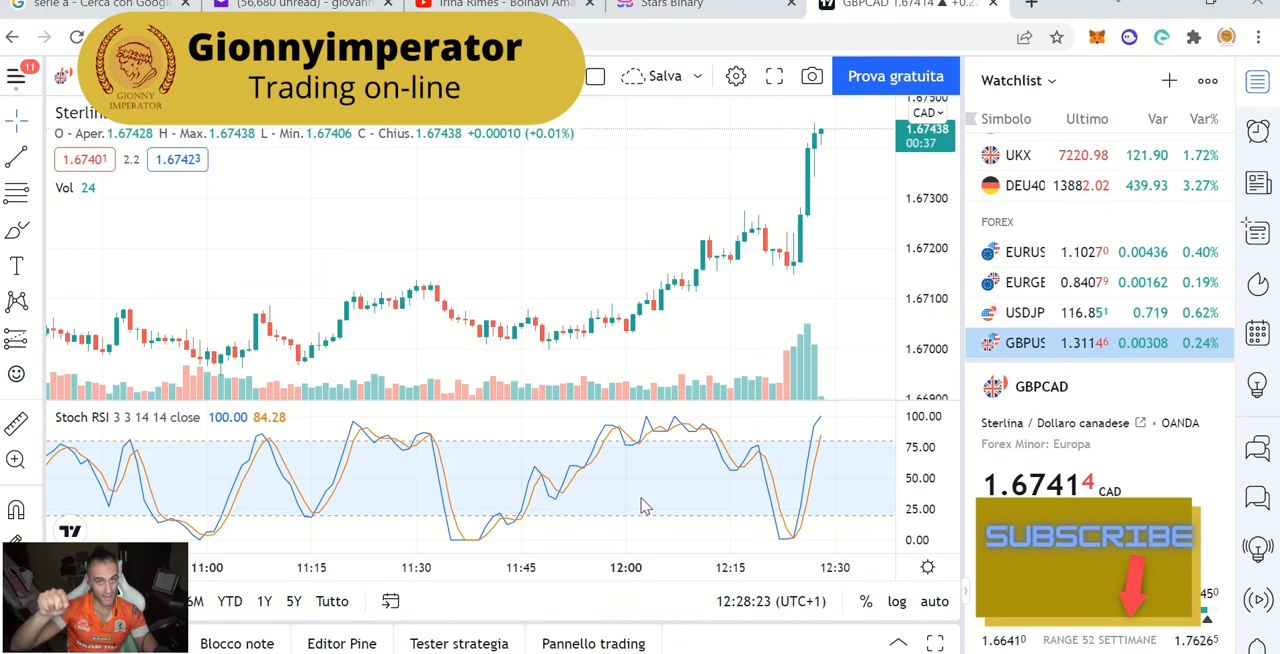 serie a - Cerca con Googl
(56,680 unread) - giovann
Irina Rimes - Bolnavi Ama
Stars Binary
GBPCAD 1.67414 ▲ +0.2
Gionnyimperator
Trading on-line
GIONNY
IMPERATOR
11
Salva
Prova gratuita
Watchlist
Sterlin
O - Aper. 1.67428 H - Max. 1.67438 L - Min. 1.67406 C - Chius. 1.67438 +0.00010 (+0.01%)
1.67401 2.2 1.67423
Vol 24
1.67500
CAD
1.67438
00:37
1.67300
1.67200
1.67100
1.67000
1.66900
Simbolo Ultimo Var Var%
UKX 7220.98 121.90 1.72%
DEU40 13882.02 439.93 3.27%
FOREX
EURUS 1.10270 0.00436 0.40%
EURGE 0.84079 0.00162 0.19%
USDJP 116.851 0.719 0.62%
GBPUS 1.31146 0.00308 0.24%
GBPCAD
Sterlina / Dollaro canadese • OANDA
Forex Minor: Europa
1.67414 CAD
SUBSCRIBE
450
1.66410 RANGE 52 SETTIMANE 1.76265
Stoch RSI 3 3 14 14 close 100.00 84.28
100.00
75.00
50.00
25.00
0.00
11:00 11:15 11:30 11:45 12:00 12:15 12:30
6M YTD 1Y 5Y Tutto
12:28:23 (UTC+1) % log auto
Blocco note Editor Pine Tester strategia Pannello trading